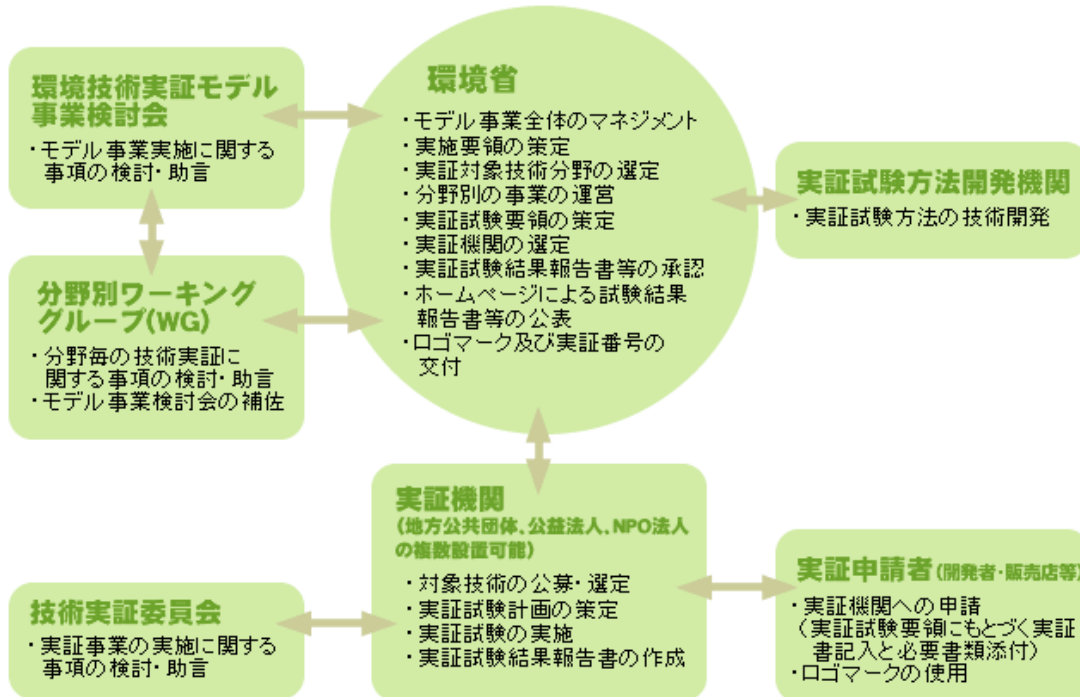 環境技術実証モデル
事業検討会
・モデル事業実施に関する
事項の検討・助言
分野別ワーキング
グループ(WG)
・分野毎の技術実証に
関する事項の検討・助言
・モデル事業検討会の補佐
環境省
・モデル事業全体のマネジメント
・実施要領の策定
・実証対象技術分野の選定
・分野別の事業の運営
・実証試験要領の策定
・実証機関の選定
・実証試験結果報告書等の承認
・ホームページによる試験結果
報告書等の公表
・ロゴマーク及び実証番号の
交付
実証試験方法開発機関
・実証試験方法の技術開発
技術実証委員会
・実証事業の実施に関する
事項の検討・助言
実証機関
(地方公共団体、公益法人、NPO法人
の複数設置可能)
・対象技術の公募・選定
・実証試験計画の策定
・実証試験の実施
・実証試験結果報告書の作成
実証申請者(開発者・販売店等)
・実証機関への申請
(実証試験要領にもとづく実証
書記入と必要書類添付)
・ロゴマークの使用